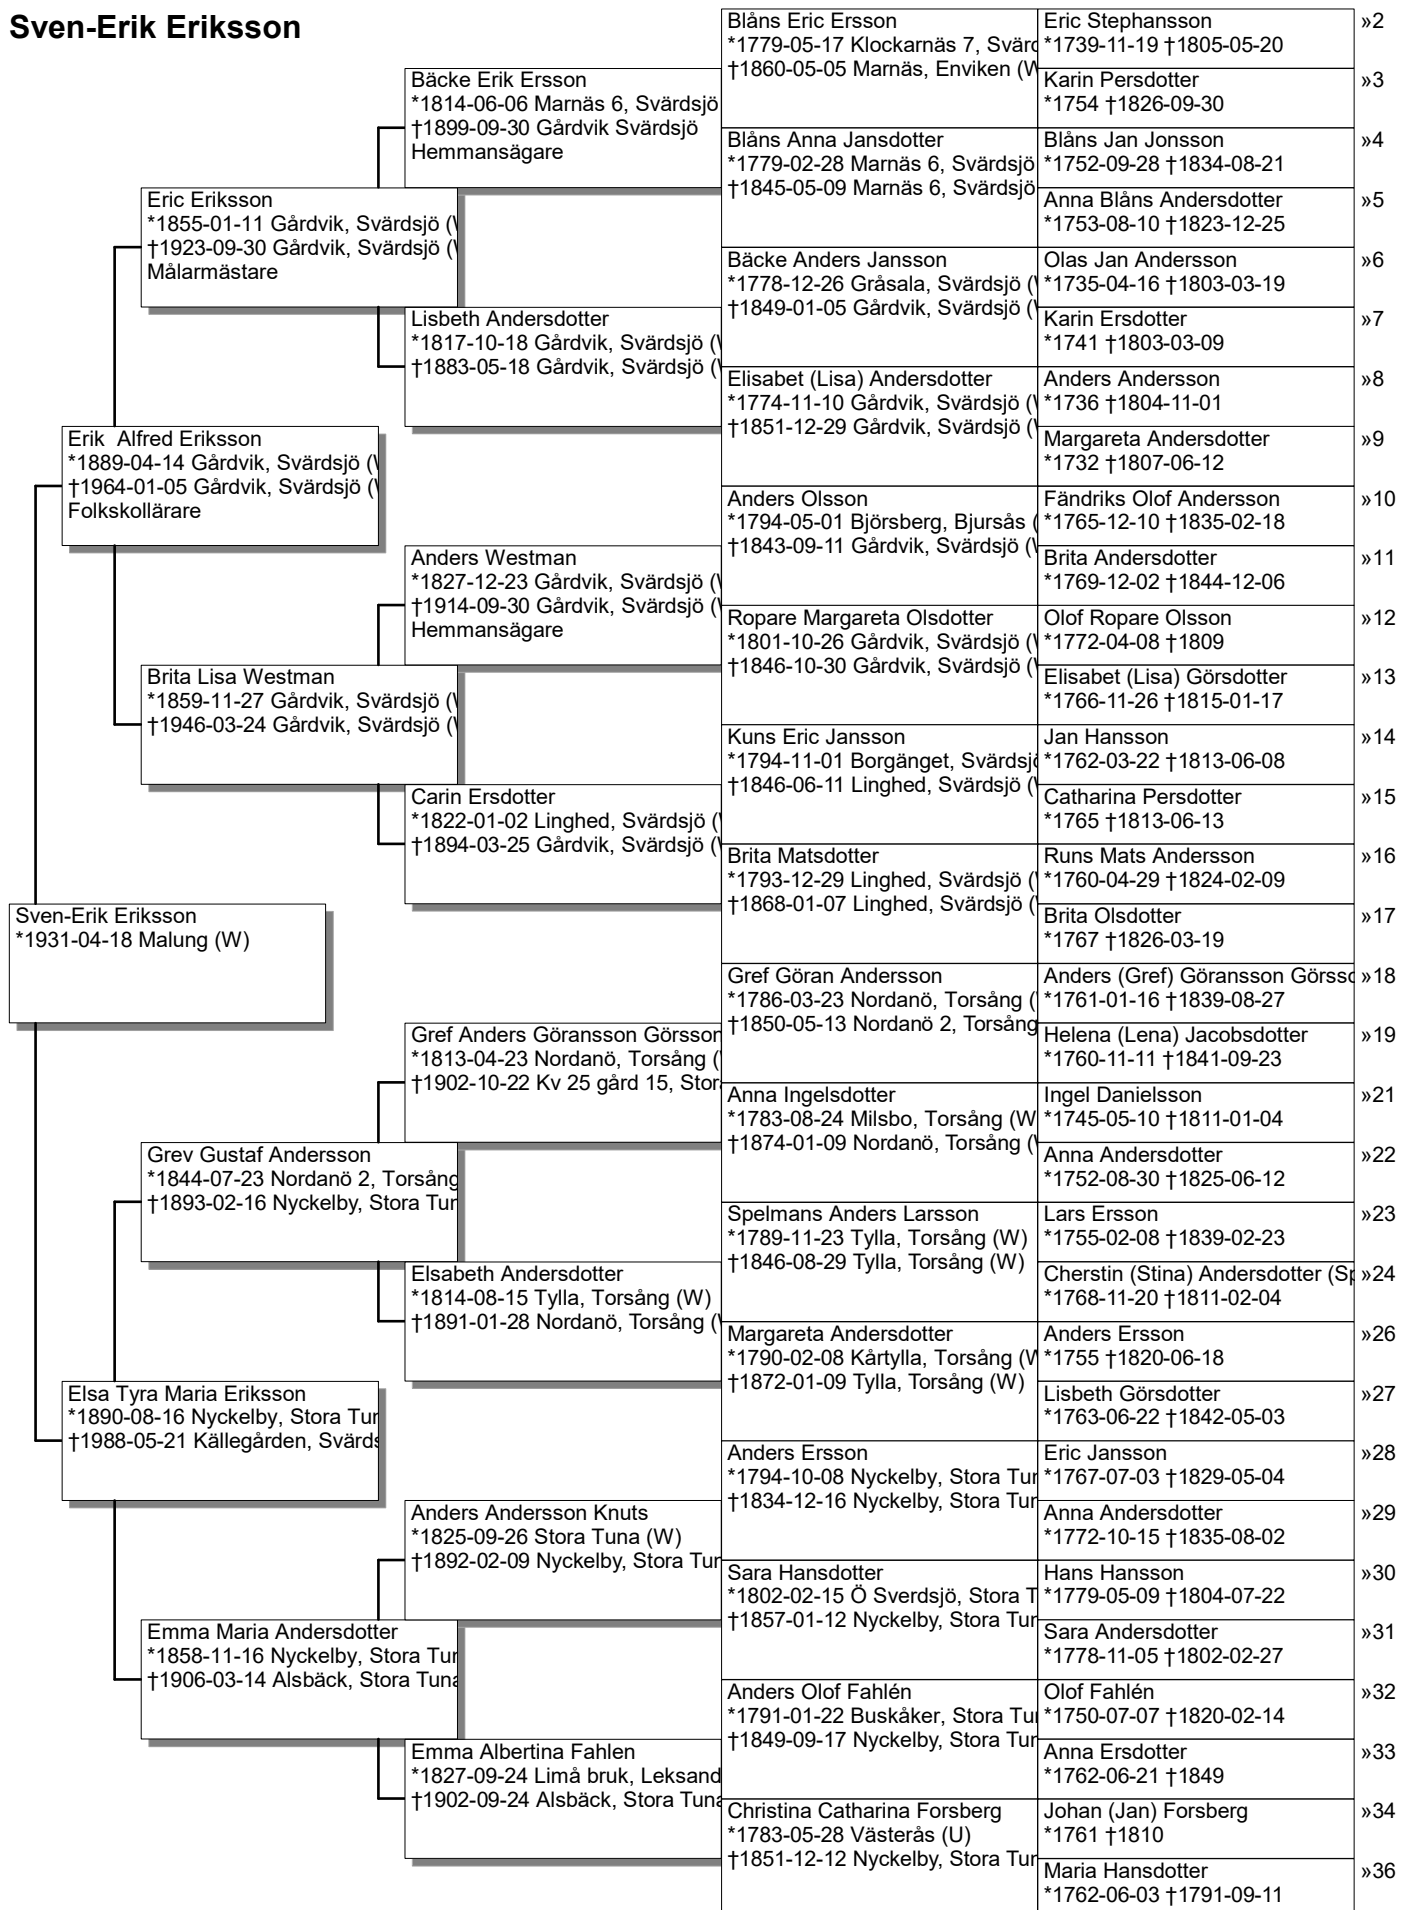 Sven-Erik Eriksson
Sven-Erik Eriksson
*1931-04-18 Malung (W)
Erik Alfred Eriksson
*1889-04-14 Gårdvik, Svärdsjö (
†1964-01-05 Gårdvik, Svärdsjö (
Folkskollärare
Elsa Tyra Maria Eriksson
*1890-08-16 Nyckelby, Stora Tur
†1988-05-21 Källegården, Svärds
Eric Eriksson
*1855-01-11 Gårdvik, Svärdsjö (
†1923-09-30 Gårdvik, Svärdsjö (
Målarmästare
Brita Lisa Westman
*1859-11-27 Gårdvik, Svärdsjö (
†1946-03-24 Gårdvik, Svärdsjö (
Grev Gustaf Andersson
*1844-07-23 Nordanö 2, Torsång
†1893-02-16 Nyckelby, Stora Tur
Emma Maria Andersdotter
*1858-11-16 Nyckelby, Stora Tur
†1906-03-14 Alsbäck, Stora Tuna
Bäcke Erik Ersson
*1814-06-06 Marnäs 6, Svärdsjö
†1899-09-30 Gårdvik Svärdsjö
Hemmansägare
Lisbeth Andersdotter
*1817-10-18 Gårdvik, Svärdsjö (
†1883-05-18 Gårdvik, Svärdsjö (
Anders Westman
*1827-12-23 Gårdvik, Svärdsjö (
†1914-09-30 Gårdvik, Svärdsjö (
Hemmansägare
Carin Ersdotter
*1822-01-02 Linghed, Svärdsjö (
†1894-03-25 Gårdvik, Svärdsjö (
Gref Anders Göransson Görsson
*1813-04-23 Nordanö, Torsång (
†1902-10-22 Kv 25 gård 15, Stora
Elsabeth Andersdotter
*1814-08-15 Tylla, Torsång (W)
†1891-01-28 Nordanö, Torsång (
Anders Andersson Knuts
*1825-09-26 Stora Tuna (W)
†1892-02-09 Nyckelby, Stora Tur
Emma Albertina Fahlen
*1827-09-24 Limå bruk, Leksand
†1902-09-24 Alsbäck, Stora Tuna
Blåns Eric Ersson
*1779-05-17 Klockarnäs 7, Svärd
†1860-05-05 Marnäs, Enviken (W
Blåns Anna Jansdotter
*1779-02-28 Marnäs 6, Svärdsjö
†1845-05-09 Marnäs 6, Svärdsjö
Bäcke Anders Jansson
*1778-12-26 Gråsala, Svärdsjö (
†1849-01-05 Gårdvik, Svärdsjö (
Elisabet (Lisa) Andersdotter
*1774-11-10 Gårdvik, Svärdsjö (
†1851-12-29 Gårdvik, Svärdsjö (
Anders Olsson
*1794-05-01 Björsberg, Bjursås (
†1843-09-11 Gårdvik, Svärdsjö (
Ropare Margareta Olsdotter
*1801-10-26 Gårdvik, Svärdsjö (
†1846-10-30 Gårdvik, Svärdsjö (
Kuns Eric Jansson
*1794-11-01 Borgänget, Svärdsjö
†1846-06-11 Linghed, Svärdsjö (
Brita Matsdotter
*1793-12-29 Linghed, Svärdsjö (
†1868-01-07 Linghed, Svärdsjö (
Gref Göran Andersson
*1786-03-23 Nordanö, Torsång (
†1850-05-13 Nordanö 2, Torsång
Anna Ingelsdotter
*1783-08-24 Milsbo, Torsång (W
†1874-01-09 Nordanö, Torsång (
Spelmans Anders Larsson
*1789-11-23 Tylla, Torsång (W)
†1846-08-29 Tylla, Torsång (W)
Margareta Andersdotter
*1790-02-08 Kårtylla, Torsång (W
†1872-01-09 Tylla, Torsång (W)
Anders Ersson
*1794-10-08 Nyckelby, Stora Tur
†1834-12-16 Nyckelby, Stora Tur
Sara Hansdotter
*1802-02-15 Ö Sverdsjö, Stora T
†1857-01-12 Nyckelby, Stora Tur
Anders Olof Fahlén
*1791-01-22 Buskåker, Stora Tur
†1849-09-17 Nyckelby, Stora Tur
Christina Catharina Forsberg
*1783-05-28 Västerås (U)
†1851-12-12 Nyckelby, Stora Tur
Eric Stephansson »2
*1739-11-19 †1805-05-20
Karin Persdotter »3
*1754 †1826-09-30
Blåns Jan Jonsson »4
*1752-09-28 †1834-08-21
Anna Blåns Andersdotter »5
*1753-08-10 †1823-12-25
Olas Jan Andersson »6
*1735-04-16 †1803-03-19
Karin Ersdotter »7
*1741 †1803-03-09
Anders Andersson »8
*1736 †1804-11-01
Margareta Andersdotter »9
*1732 †1807-06-12
Fändriks Olof Andersson »10
*1765-12-10 †1835-02-18
Brita Andersdotter »11
*1769-12-02 †1844-12-06
Olof Ropare Olsson »12
*1772-04-08 †1809
Elisabet (Lisa) Görsdotter »13
*1766-11-26 †1815-01-17
Jan Hansson »14
*1762-03-22 †1813-06-08
Catharina Persdotter »15
*1765 †1813-06-13
Runs Mats Andersson »16
*1760-04-29 †1824-02-09
Brita Olsdotter »17
*1767 †1826-03-19
Anders (Gref) Göransson Görsso »18
*1761-01-16 †1839-08-27
Helena (Lena) Jacobsdotter »19
*1760-11-11 †1841-09-23
Ingel Danielsson »21
*1745-05-10 †1811-01-04
Anna Andersdotter »22
*1752-08-30 †1825-06-12
Lars Ersson »23
*1755-02-08 †1839-02-23
Cherstin (Stina) Andersdotter (Sp »24
*1768-11-20 †1811-02-04
Anders Ersson »26
*1755 †1820-06-18
Lisbeth Görsdotter »27
*1763-06-22 †1842-05-03
Eric Jansson »28
*1767-07-03 †1829-05-04
Anna Andersdotter »29
*1772-10-15 †1835-08-02
Hans Hansson »30
*1779-05-09 †1804-07-22
Sara Andersdotter »31
*1778-11-05 †1802-02-27
Olof Fahlén »32
*1750-07-07 †1820-02-14
Anna Ersdotter »33
*1762-06-21 †1849
Johan (Jan) Forsberg »34
*1761 †1810
Maria Hansdotter »36
*1762-06-03 †1791-09-11